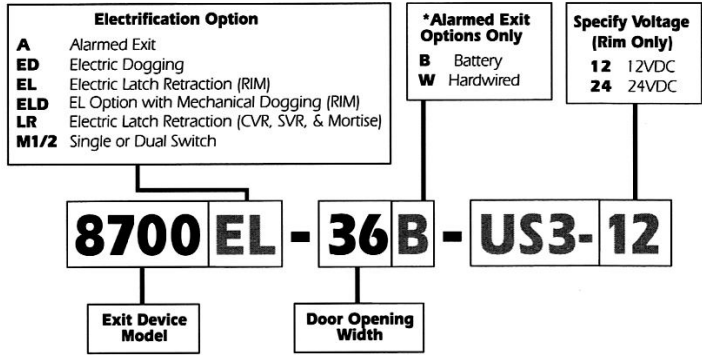 Electrification Option
A Alarmed Exit
ED Electric Dogging
EL Electric Latch Retraction (RIM)
ELD EL Option with Mechanical Dogging (RIM)
LR Electric Latch Retraction (CVR, SVR, & Mortise)
M1/2 Single or Dual Switch
*Alarmed Exit
Options Only
B Battery
W Hardwired
Specify Voltage
(Rim Only)
12 12VDC
24 24VDC
8700 EL - 36 B - US3- 12
Exit Device
Model
Door Opening
Width